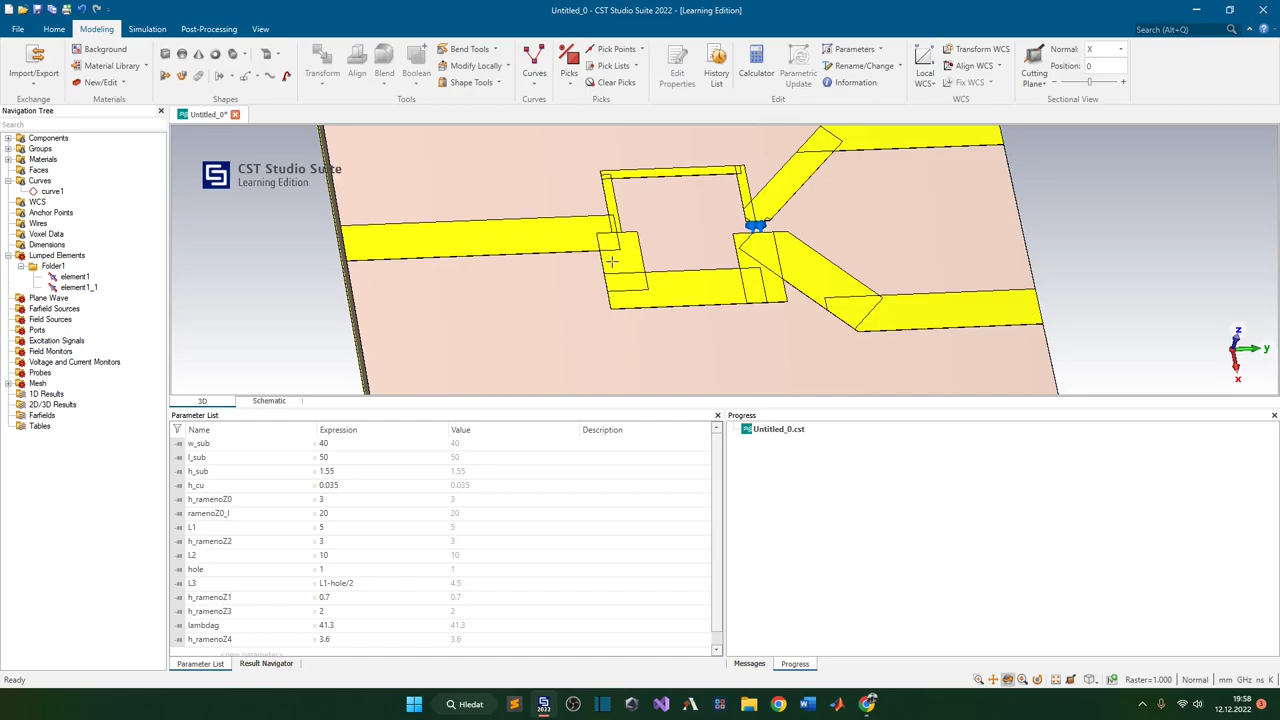 Untitled_0 - CST Studio Suite 2022 - [Learning Edition]
File Home Modeling Simulation Post-Processing View
Search (Alt+Q)
Import/Export
Background
Material Library
New/Edit
Transform
Align
Blend
Boolean
Bend Tools
Modify Locally
Shape Tools
Curves
Picks
Pick Points
Pick Lists
Clear Picks
Edit Properties
History List
Calculator
Parametric Update
Parameters
Rename/Change
Information
Local WCS
Transform WCS
Align WCS
Fix WCS
Cutting Plane
Normal: X
Position: 0
Exchange Materials Shapes Tools Curves Picks Edit WCS Sectional View
Navigation Tree
Untitled_0*
Search
Components
Groups
Materials
Faces
Curves
curve1
WCS
Anchor Points
Wires
Voxel Data
Dimensions
Lumped Elements
Folder1
element1
element1_1
Plane Wave
Farfield Sources
Field Sources
Ports
Excitation Signals
Field Monitors
Voltage and Current Monitors
Probes
Mesh
1D Results
2D/3D Results
Farfields
Tables
CST Studio Suite
Learning Edition
z
y
x
3D Schematic
Parameter List
Name Expression Value Description
w_sub = 40 40
l_sub = 50 50
h_sub = 1.55 1.55
h_cu = 0.035 0.035
h_ramenoZ0 = 3 3
ramenoZ0_l = 20 20
L1 = 5 5
h_ramenoZ2 = 3 3
L2 = 10 10
hole = 1 1
L3 = L1-hole/2 4.5
h_ramenoZ1 = 0.7 0.7
h_ramenoZ3 = 2 2
lambdag = 41.3 41.3
h_ramenoZ4 = 3.6 3.6
<new parameter>
Parameter List Result Navigator
Progress
Untitled_0.cst
Messages Progress
Ready
Raster=1.000 Normal mm GHz ns K
Hledat
19:58
12.12.2022